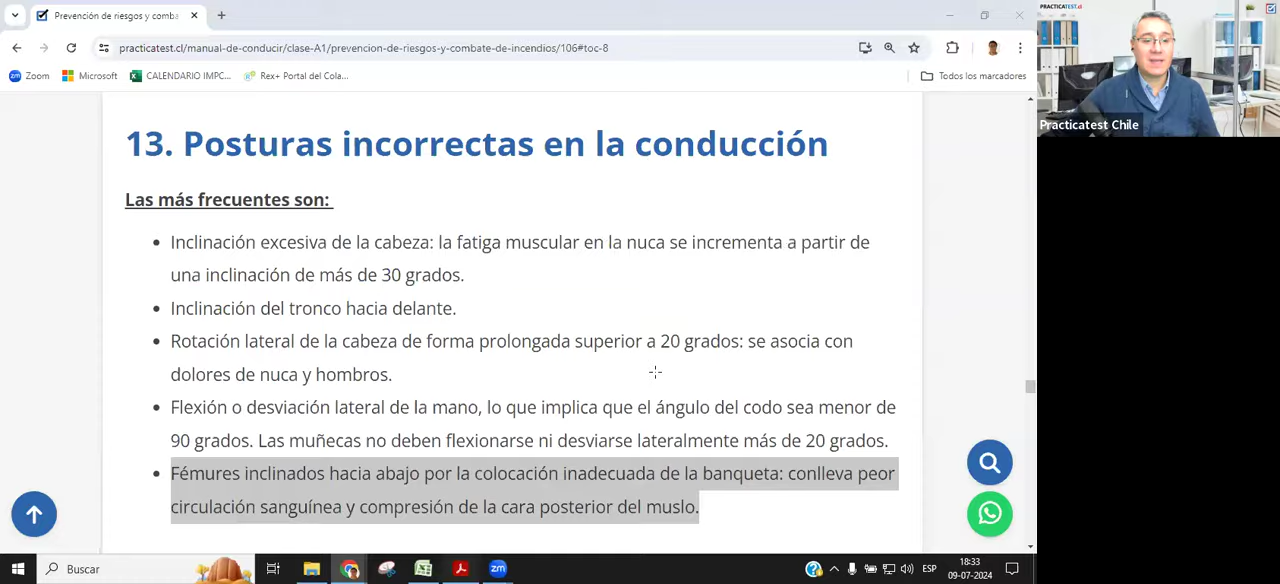 Prevención de riesgos y comba
practicatest.cl/manual-de-conducir/clase-A1/prevencion-de-riesgos-y-combate-de-incendios/106#toc-8
zm Zoom Microsoft CALENDARIO IMPC... Rex+ Portal del Cola... Todos los marcadores
PRACTICATEST.cl
Practicatest Chile
13. Posturas incorrectas en la conducción
Las más frecuentes son:
• Inclinación excesiva de la cabeza: la fatiga muscular en la nuca se incrementa a partir de
una inclinación de más de 30 grados.
• Inclinación del tronco hacia delante.
• Rotación lateral de la cabeza de forma prolongada superior a 20 grados: se asocia con
dolores de nuca y hombros.
• Flexión o desviación lateral de la mano, lo que implica que el ángulo del codo sea menor de
90 grados. Las muñecas no deben flexionarse ni desviarse lateralmente más de 20 grados.
• Fémures inclinados hacia abajo por la colocación inadecuada de la banqueta: conlleva peor
circulación sanguínea y compresión de la cara posterior del muslo.
Buscar
zm
ESP
18:33
09-07-2024